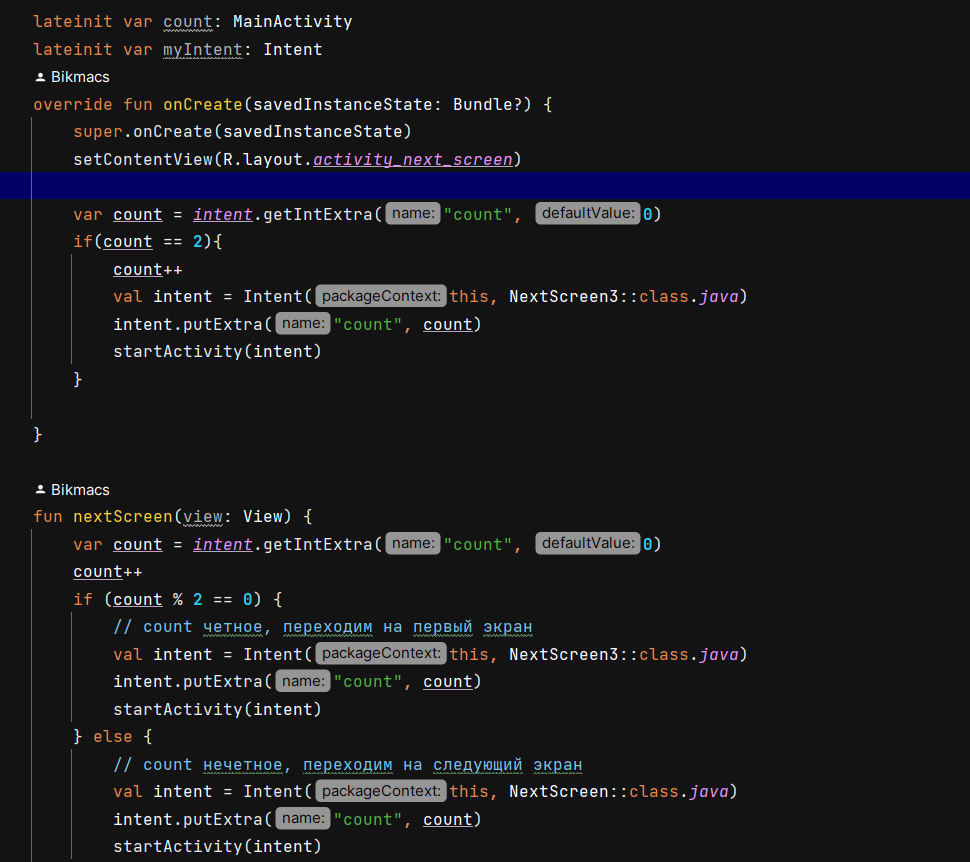 lateinit var count: MainActivity
lateinit var myIntent: Intent
Bikmacs
override fun onCreate(savedInstanceState: Bundle?) {
super.onCreate(savedInstanceState)
setContentView(R.layout.activity_next_screen)
var count = intent.getIntExtra( name: "count", defaultValue: 0)
if(count == 2){
count++
val intent = Intent( packageContext: this, NextScreen3::class.java)
intent.putExtra( name: "count", count)
startActivity(intent)
}
}
Bikmacs
fun nextScreen(view: View) {
var count = intent.getIntExtra( name: "count", defaultValue: 0)
count++
if (count % 2 == 0) {
// count четное, переходим на первый экран
val intent = Intent( packageContext: this, NextScreen3::class.java)
intent.putExtra( name: "count", count)
startActivity(intent)
} else {
// count нечетное, переходим на следующий экран
val intent = Intent( packageContext: this, NextScreen::class.java)
intent.putExtra( name: "count", count)
startActivity(intent)